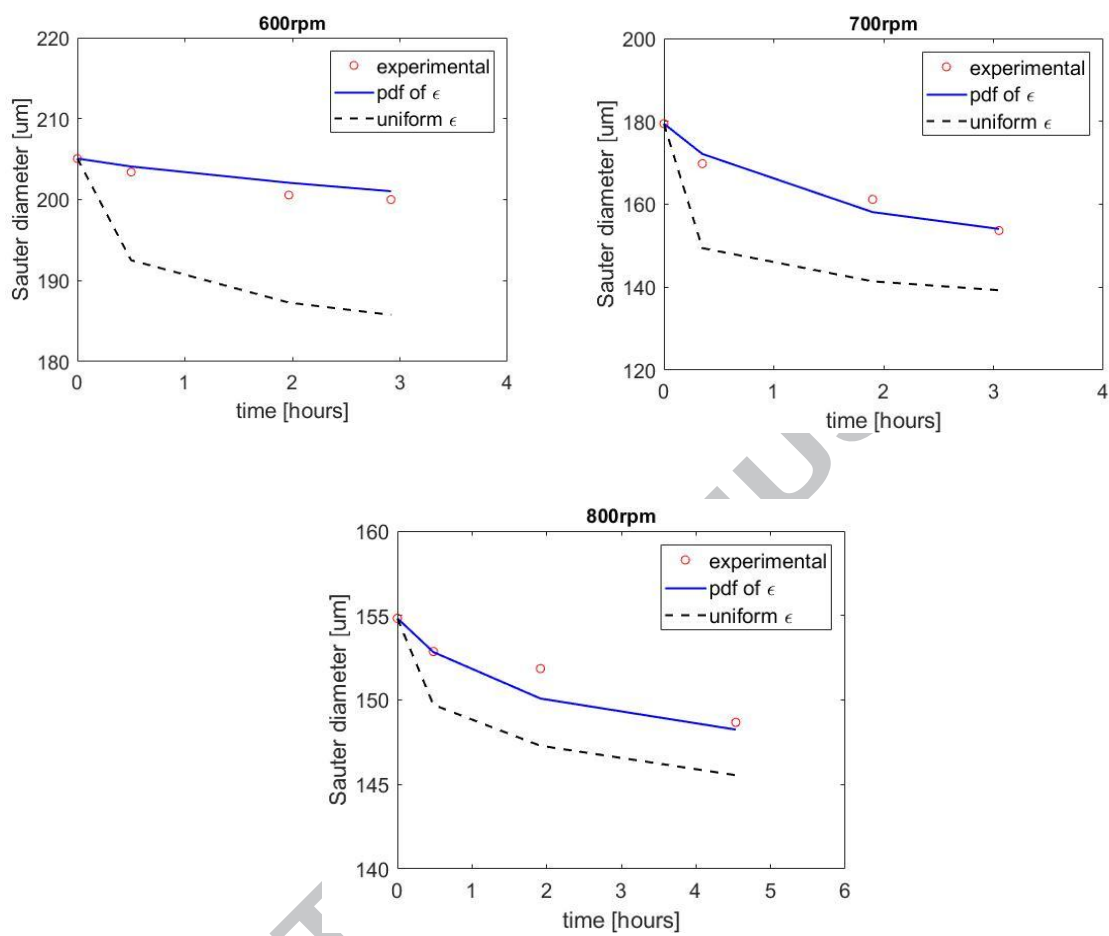 600rpm
220
210
200
190
180
Sauter diameter [um]
0 1 2 3 4
time [hours]
experimental
pdf of ϵ
uniform ϵ
700rpm
200
180
160
140
120
Sauter diameter [um]
0 1 2 3 4
time [hours]
experimental
pdf of ϵ
uniform ϵ
800rpm
160
155
150
145
140
Sauter diameter [um]
0 1 2 3 4 5 6
time [hours]
experimental
pdf of ϵ
uniform ϵ